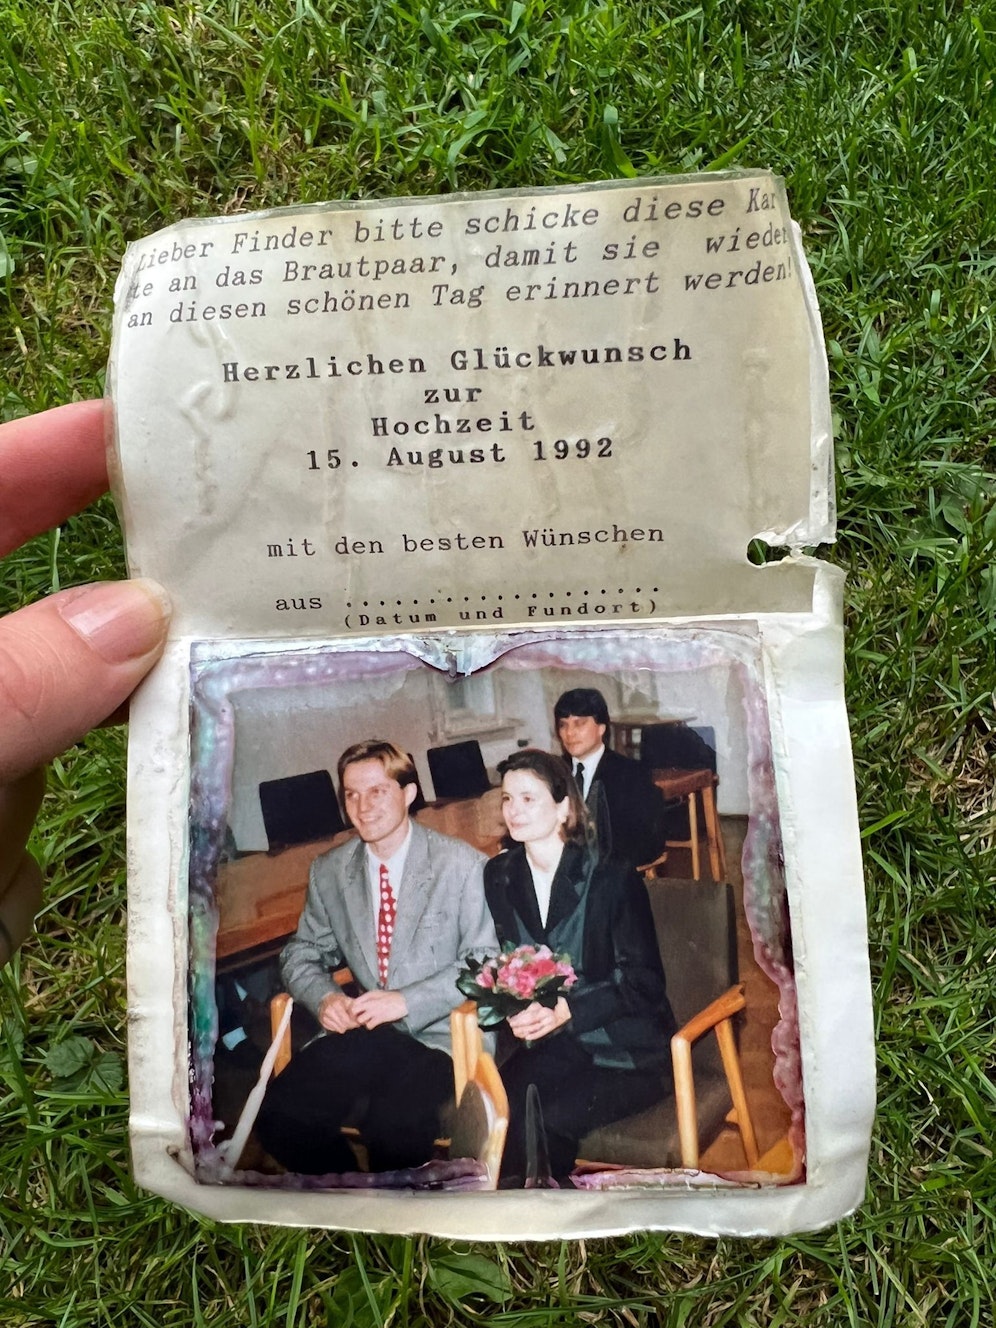 Lieber Finder bitte schicke diese Kar
te an das Brautpaar, damit sie wieder
an diesen schönen Tag erinnert werden!
Herzlichen Glückwunsch
zur
Hochzeit
15. August 1992
mit den besten Wünschen
aus ..................
(Datum und Fundort)